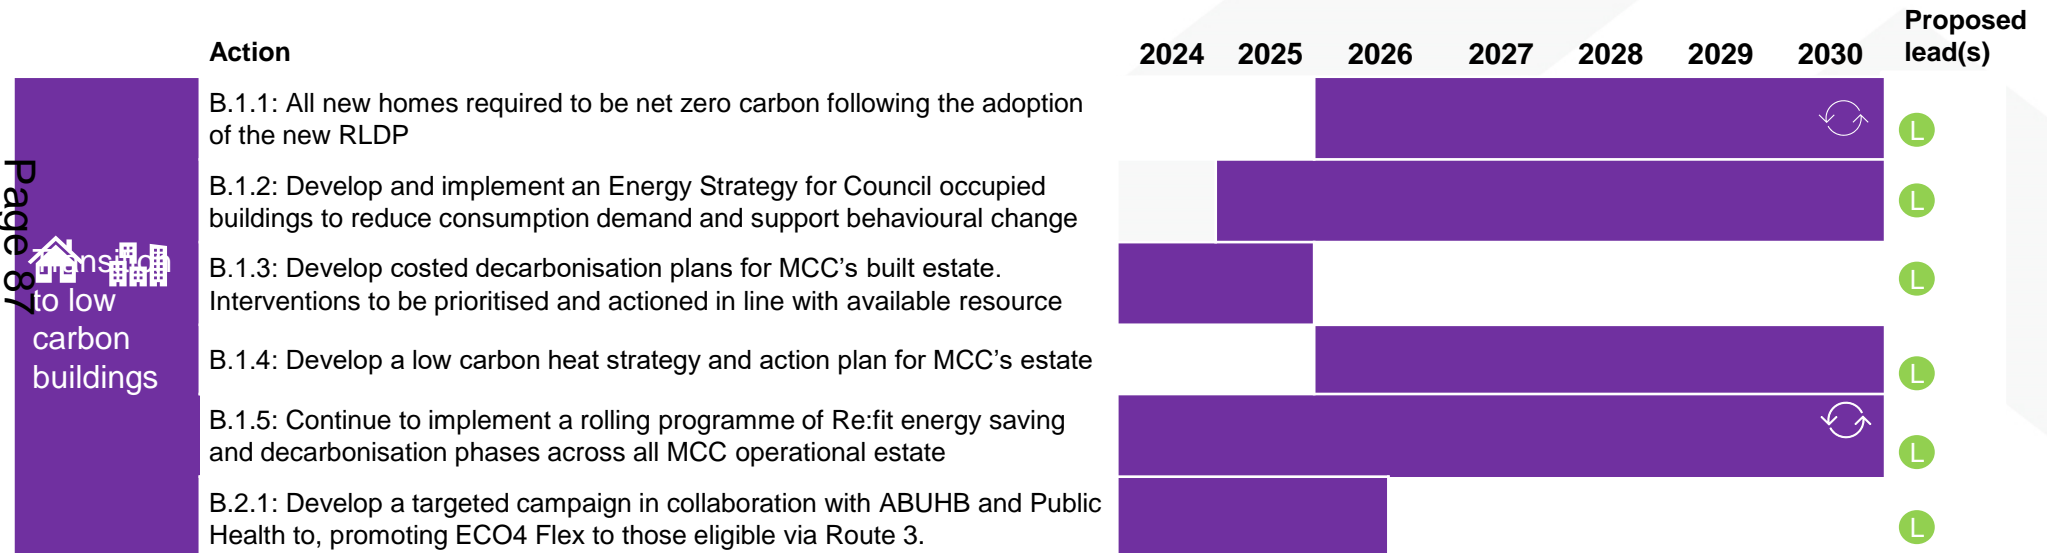 Proposed
Action 2024 2025 2026 2027 2028 2029 2030 lead(s)
B.1.1: All new homes required to be net zero carbon following the adoption
of the new RLDP
L
B.1.2: Develop and implement an Energy Strategy for Council occupied
buildings to reduce consumption demand and support behavioural change
L
Page 87
Transition
to low
carbon
buildings
B.1.3: Develop costed decarbonisation plans for MCC’s built estate.
Interventions to be prioritised and actioned in line with available resource
L
B.1.4: Develop a low carbon heat strategy and action plan for MCC’s estate
L
B.1.5: Continue to implement a rolling programme of Re:fit energy saving
and decarbonisation phases across all MCC operational estate
L
B.2.1: Develop a targeted campaign in collaboration with ABUHB and Public
Health to, promoting ECO4 Flex to those eligible via Route 3.
L